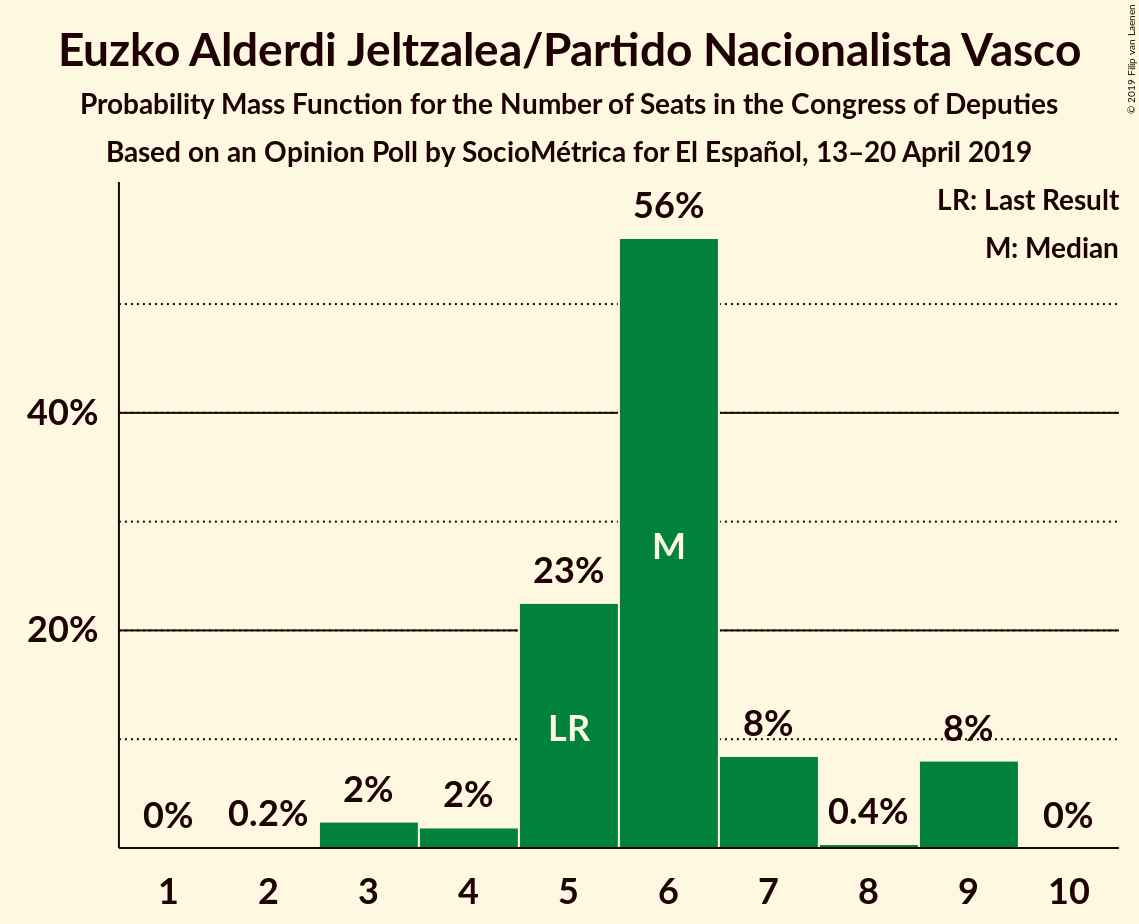 Euzko Alderdi Jeltzalea/Partido Nacionalista Vasco
Probability Mass Function for the Number of Seats in the Congress of Deputies
Based on an Opinion Poll by SocioMétrica for El Español, 13–20 April 2019
© 2019 Filip van Laenen
LR: Last Result
M: Median
56%
40%
M
23%
20%
LR
8%
8%
2%
2%
0%
0.2%
0.4%
0%
1 2 3 4 5 6 7 8 9 10